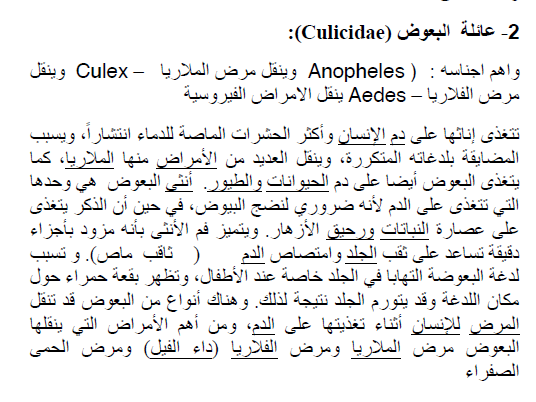 2- عائلة البعوض (Culicidae):
واهم اجناسه : ( Anopheles وينقل مرض الملاريا – Culex وينقل
مرض الفلاريا – Aedes ينقل الامراض الفيروسية
تتغذى إناثها على دم الإنسان وأكثر الحشرات الماصة للدماء انتشاراً، ويسبب
المضايقة بلدغاته المتكررة، وينقل العديد من الأمراض منها الملاريا، كما
يتغذى البعوض أيضا على دم الحيوانات والطيور. أنثي البعوض هي وحدها
التي تتغذى على الدم لأنه ضروري لنضج البيوض، في حين أن الذكر يتغذى
على عصارة النباتات ورحيق الأزهار. ويتميز فم الأنثى بأنه مزود بأجزاء
دقيقة تساعد على ثقب الجلد وامتصاص الدم ( ثاقب ماص). و تسبب
لدغة البعوضة التهابا في الجلد خاصة عند الأطفال، وتظهر بقعة حمراء حول
مكان اللدغة وقد يتورم الجلد نتيجة لذلك. وهناك أنواع من البعوض قد تنقل
المرض للإنسان أثناء تغذيتها على الدم، ومن أهم الأمراض التي ينقلها
البعوض مرض الملاريا ومرض الفلاريا (داء الفيل) ومرض الحمى
الصفراء